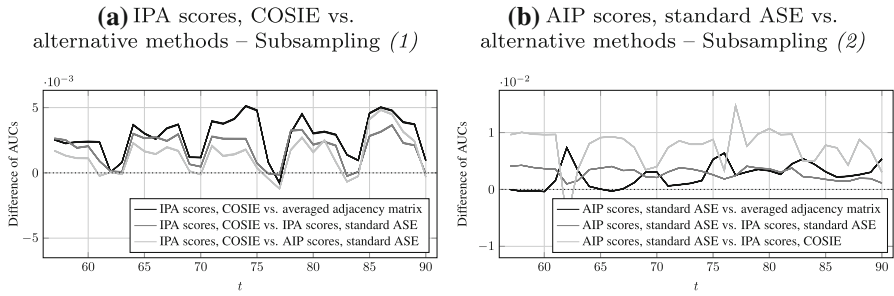 (a) IPA scores, COSIE vs.
alternative methods – Subsampling (1)
·10⁻³
5
0
−5
Difference of AUCs
60 65 70 75 80 85 90
t
IPA scores, COSIE vs. averaged adjacency matrix
IPA scores, COSIE vs. IPA scores, standard ASE
IPA scores, COSIE vs. AIP scores, standard ASE
(b) AIP scores, standard ASE vs.
alternative methods – Subsampling (2)
·10⁻²
1
0
−1
Difference of AUCs
60 65 70 75 80 85 90
t
AIP scores, standard ASE vs. averaged adjacency matrix
AIP scores, standard ASE vs. IPA scores, standard ASE
AIP scores, standard ASE vs. IPA scores, COSIE